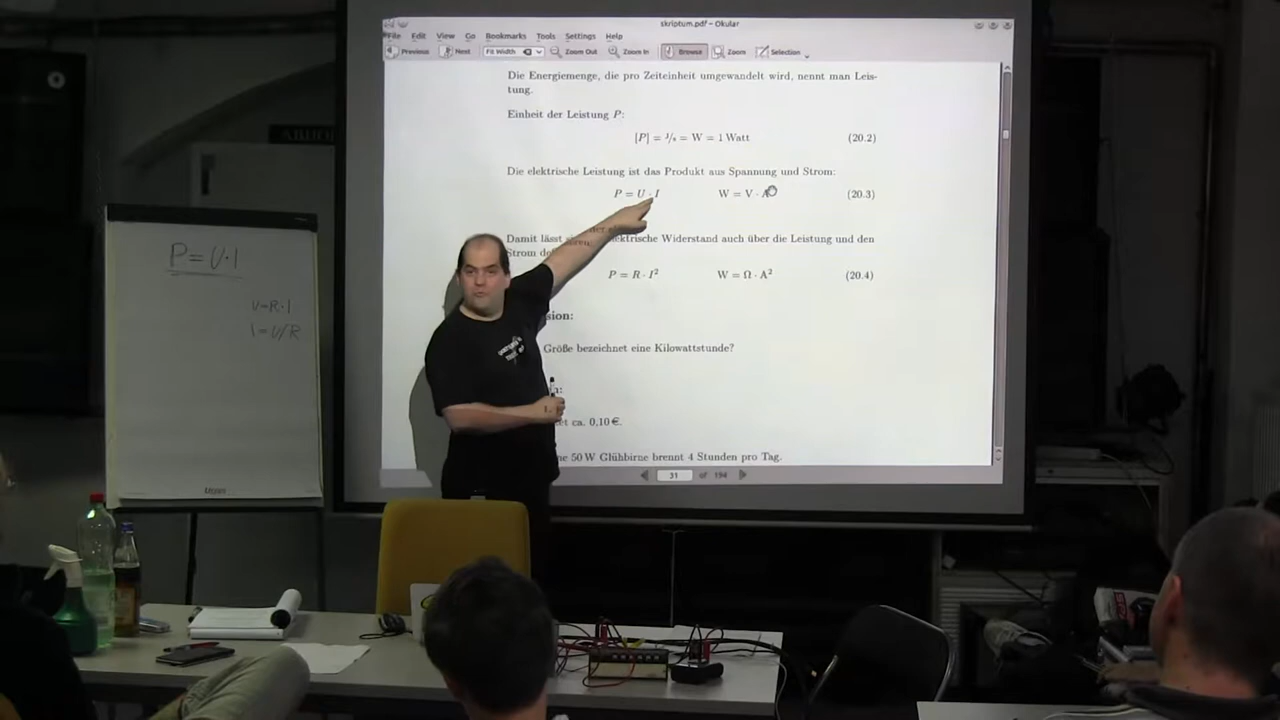 skriptum.pdf – Okular
File Edit View Go Bookmarks Tools Settings Help
Previous Next Fit Width Zoom Out Zoom In Browse Zoom Selection
Die Energiemenge, die pro Zeiteinheit umgewandelt wird, nennt man Leis-
tung.
Einheit der Leistung P:
[P] = J/s = W = 1 Watt (20.2)
Die elektrische Leistung ist das Produkt aus Spannung und Strom:
P = U · I W = V · A (20.3)
Damit lässt elektrische Widerstand auch über die Leistung und den
Strom
P = R · I² W = Ω · A² (20.4)
sion:
Größe bezeichnet eine Kilowattstunde?
ca. 0,10 €.
50 W Glühbirne brennt 4 Stunden pro Tag.
31 of 194
P = U·I
U=R·I
I=U/R